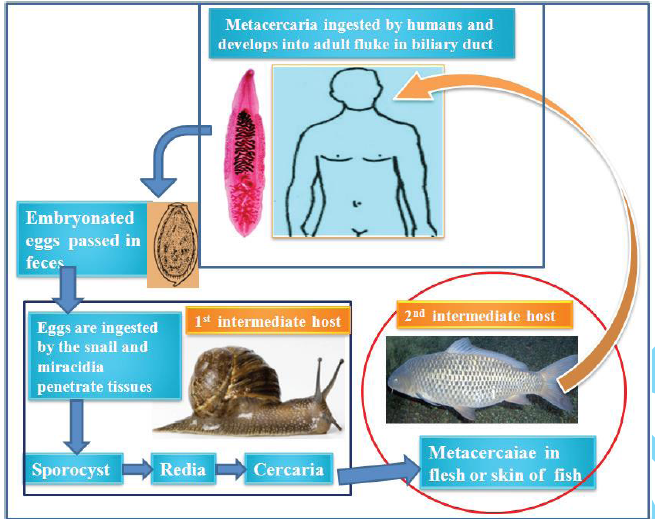 Metacercaria ingested by humans and
develops into adult fluke in biliary duct
Embryonated
eggs passed in
feces
Eggs are ingested
by the snail and
miracidia
penetrate tissues
1st intermediate host
2nd intermediate host
Sporocyst
Redia
Cercaria
Metacercaiae in
flesh or skin of fish